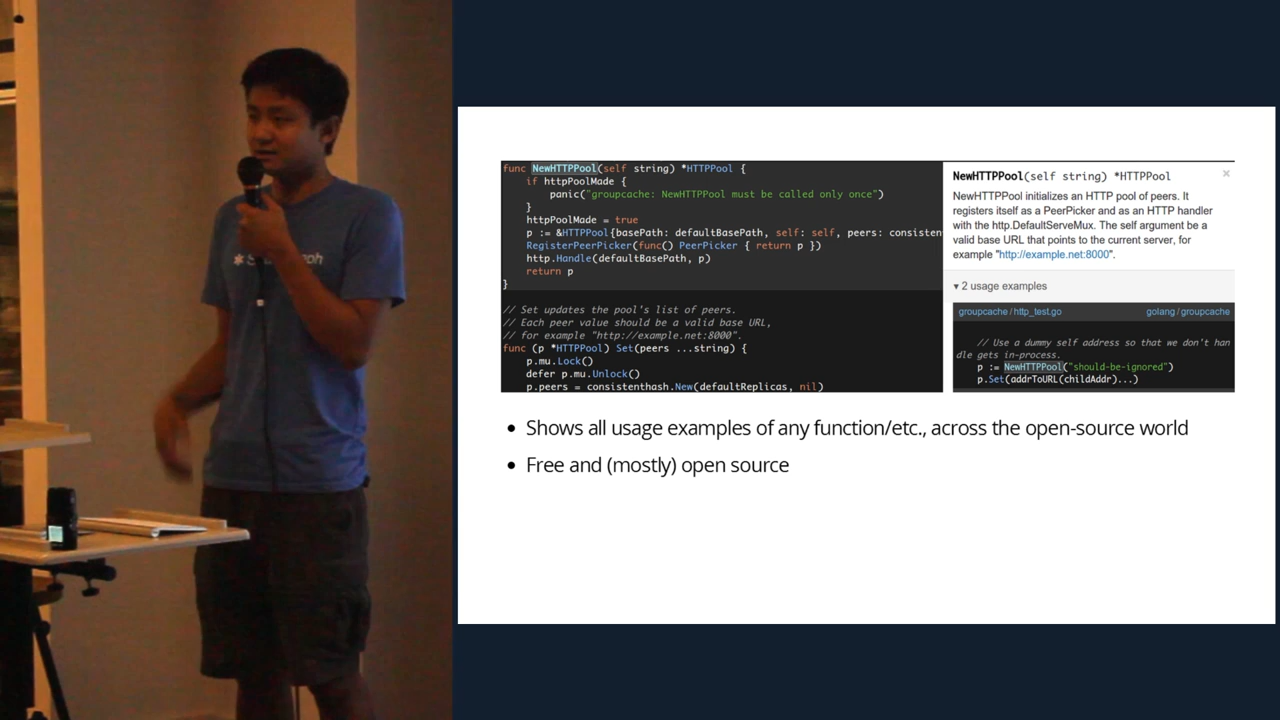 func NewHTTPPool(self string) *HTTPPool {
if httpPoolMade {
panic("groupcache: NewHTTPPool must be called only once")
}
httpPoolMade = true
p := &HTTPPool{basePath: defaultBasePath, self: self, peers: consisten
RegisterPeerPicker(func() PeerPicker { return p })
http.Handle(defaultBasePath, p)
return p
}
// Set updates the pool's list of peers.
// Each peer value should be a valid base URL,
// for example "http://example.net:8000".
func (p *HTTPPool) Set(peers ...string) {
p.mu.Lock()
defer p.mu.Unlock()
p.peers = consistenthash.New(defaultReplicas, nil)
NewHTTPPool(self string) *HTTPPool ×
NewHTTPPool initializes an HTTP pool of peers. It
registers itself as a PeerPicker and as an HTTP handler
with the http.DefaultServeMux. The self argument be a
valid base URL that points to the current server, for
example "http://example.net:8000".
▾ 2 usage examples
groupcache/http_test.go golang/groupcache
// Use a dummy self address so that we don't han
dle gets in-process.
p := NewHTTPPool("should-be-ignored")
p.Set(addrToURL(childAddr)...)
• Shows all usage examples of any function/etc., across the open-source world
• Free and (mostly) open source